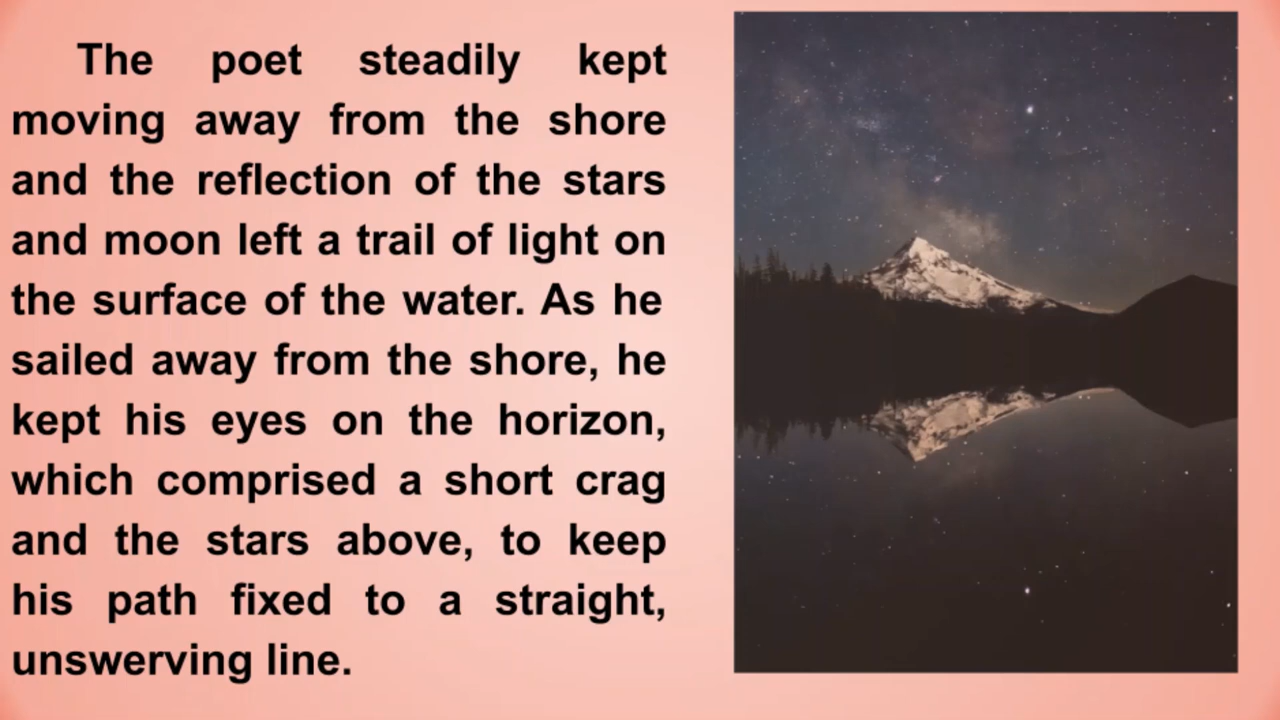 The poet steadily kept
moving away from the shore
and the reflection of the stars
and moon left a trail of light on
the surface of the water. As he
sailed away from the shore, he
kept his eyes on the horizon,
which comprised a short crag
and the stars above, to keep
his path fixed to a straight,
unswerving line.